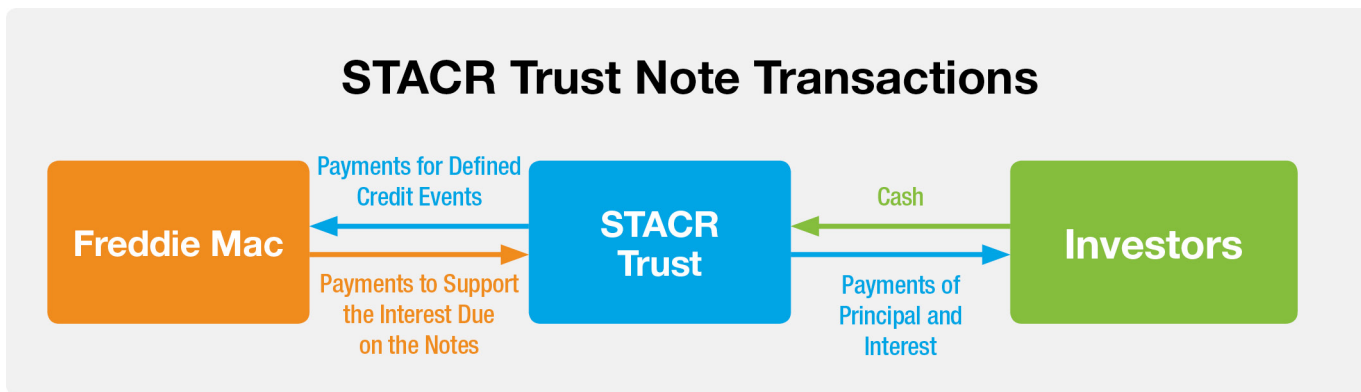 STACR Trust Note Transactions
Freddie Mac
Payments for Defined
Credit Events
Payments to Support
the Interest Due
on the Notes
STACR
Trust
Cash
Payments of
Principal and
Interest
Investors